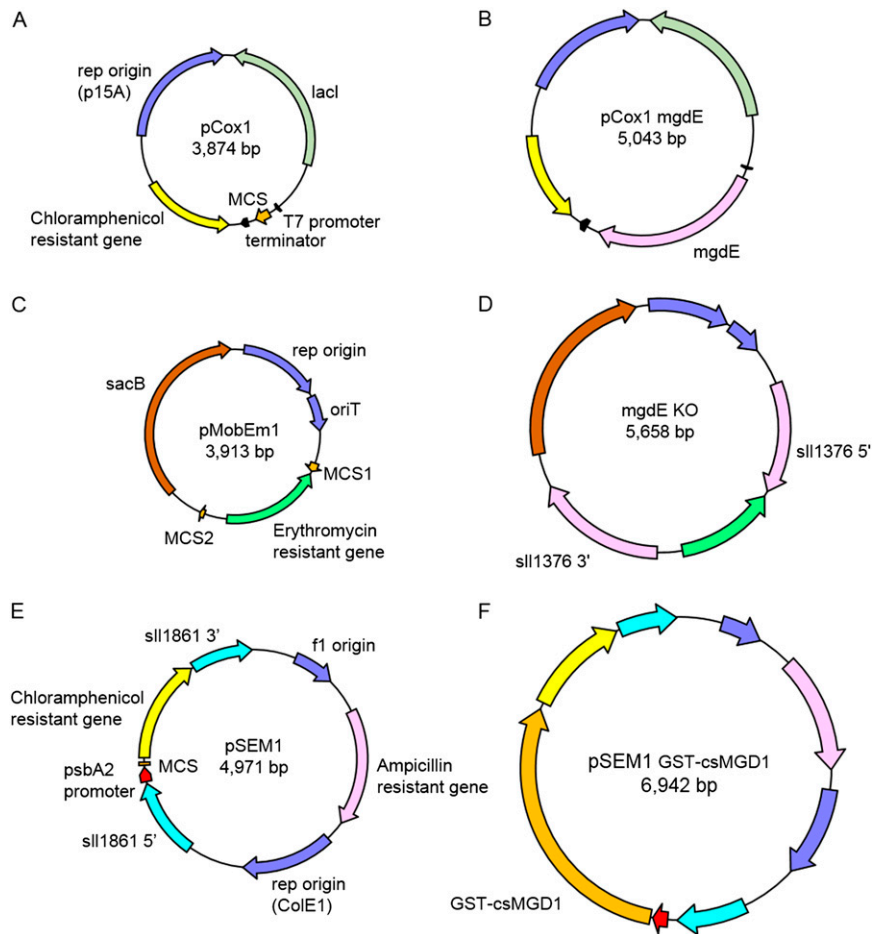 A
rep origin
(p15A)
lacI
pCox1
3,874 bp
MCS
Chloramphenicol
resistant gene
T7 promoter
terminator
B
pCox1 mgdE
5,043 bp
mgdE
C
rep origin
sacB
oriT
pMobEm1
3,913 bp
MCS1
MCS2
Erythromycin
resistant gene
D
mgdE KO
5,658 bp
sll1376 5'
sll1376 3'
E
sll1861 3’
f1 origin
Chloramphenicol
resistant gene
pSEM1
4,971 bp
MCS
psbA2
promoter
Ampicillin
resistant gene
sll1861 5’
rep origin
(ColE1)
F
pSEM1 GST-csMGD1
6,942 bp
GST-csMGD1